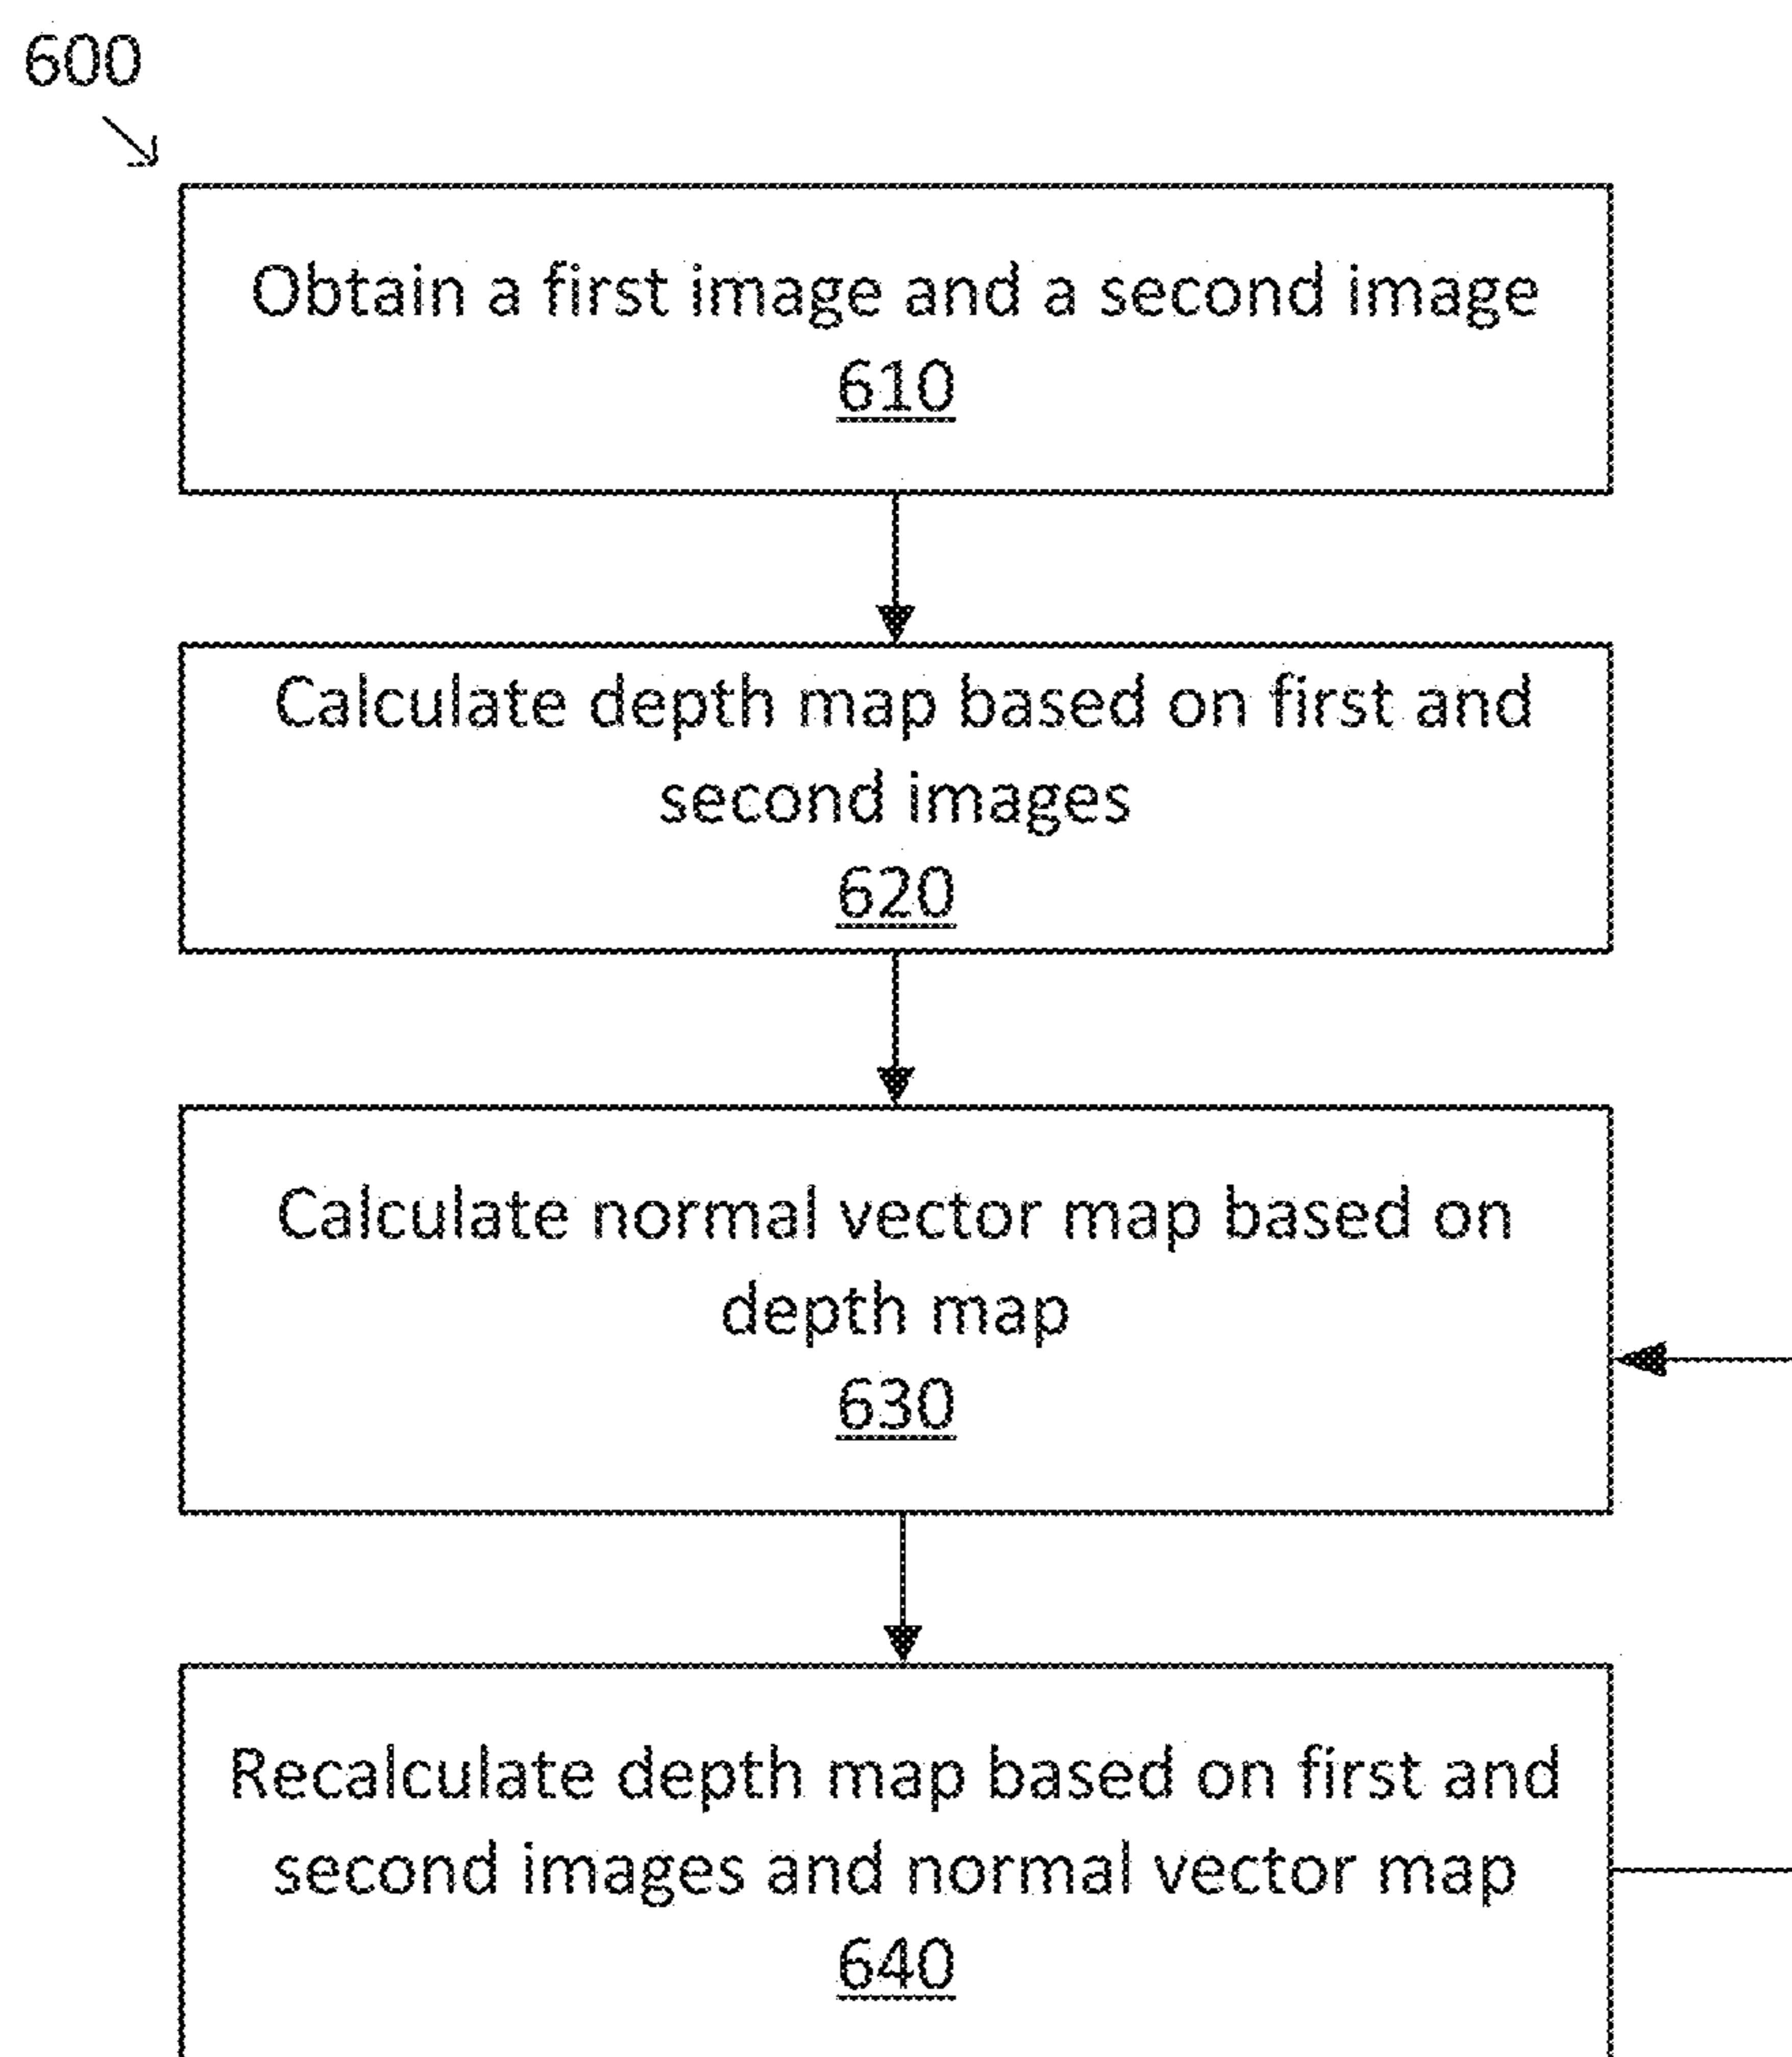 600
Obtain a first image and a second image
610
Calculate depth map based on first and
second images
620
Calculate normal vector map based on
depth map
630
Recalculate depth map based on first and
second images and normal vector map
640